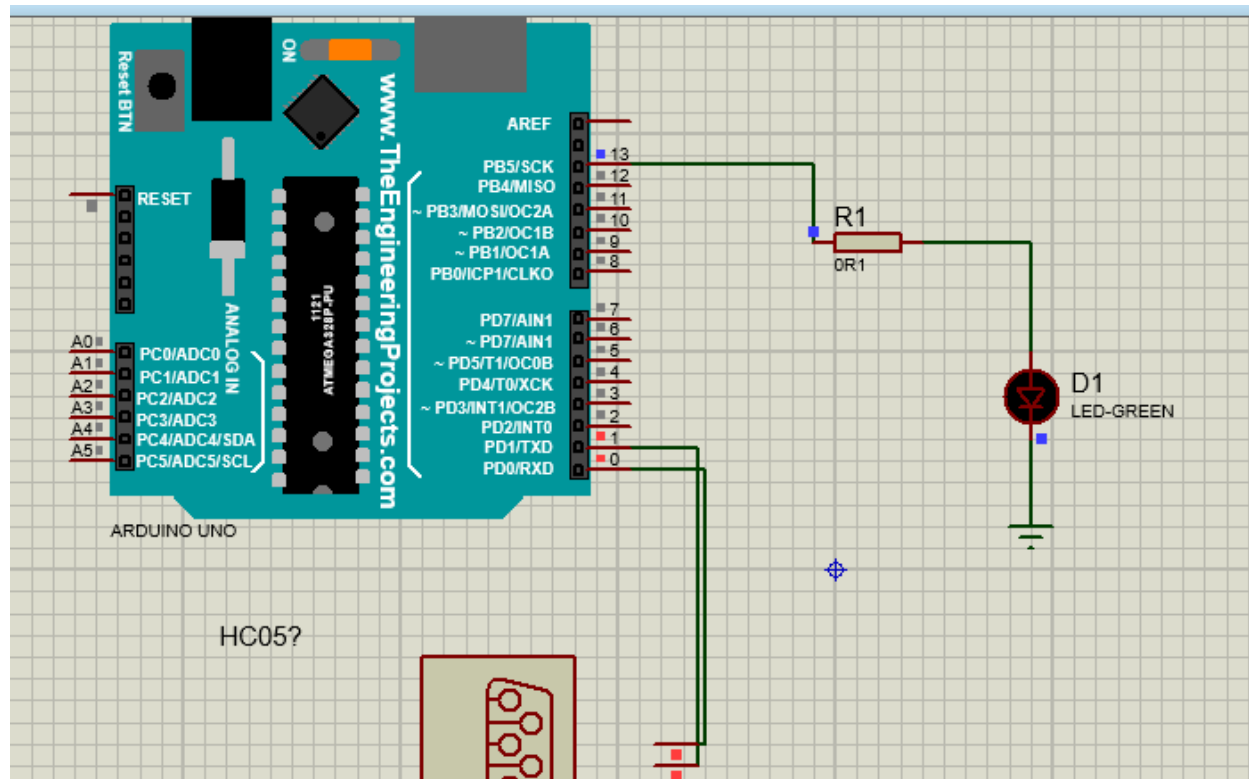 Reset BTN
ON
www.TheEngineeringProjects.com
RESET
ANALOG IN
1121
ATMEGA328P-PU
A0
PC0/ADC0
A1
PC1/ADC1
A2
PC2/ADC2
A3
PC3/ADC3
A4
PC4/ADC4/SDA
A5
PC5/ADC5/SCL
AREF
PB5/SCK 13
PB4/MISO 12
~ PB3/MOSI/OC2A 11
~ PB2/OC1B 10
~ PB1/OC1A 9
PB0/ICP1/CLKO 8
PD7/AIN1 7
~ PD7/AIN1 6
~ PD5/T1/OC0B 5
PD4/T0/XCK 4
~ PD3/INT1/OC2B 3
PD2/INT0 2
PD1/TXD 1
PD0/RXD 0
ARDUINO UNO
R1
0R1
D1
LED-GREEN
HC05?